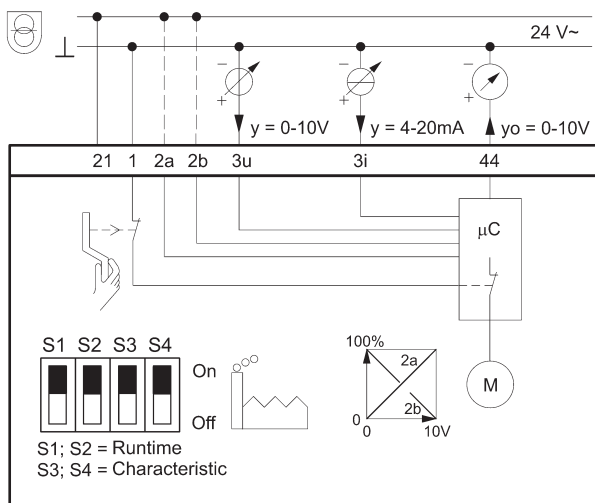 24 V~
− − −
+ + +
y = 0-10V y = 4-20mA yo = 0-10V
21 1 2a 2b 3u 3i 44
µC
S1 S2 S3 S4
On
Off
S1; S2 = Runtime
S3; S4 = Characteristic
100%
2a
2b
0
0 10V
M